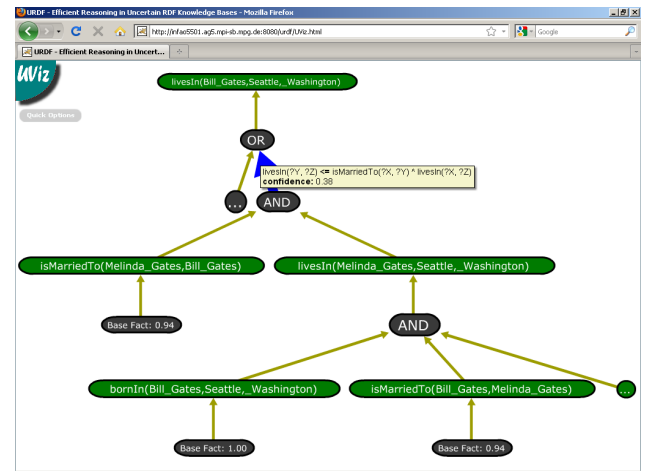 URDF - Efficient Reasoning in Uncertain RDF Knowledge Bases - Mozilla Firefox
http://infao5501.ag5.mpi-sb.mpg.de:8080/urdf/UViz.html
Google
URDF - Efficient Reasoning in Uncert...
UViz
Quick Options
livesIn(Bill_Gates,Seattle,_Washington)
OR
livesIn(?Y, ?Z) <= isMarriedTo(?X, ?Y) ^ livesIn(?X, ?Z)
confidence: 0.38
... AND
isMarriedTo(Melinda_Gates,Bill_Gates) livesIn(Melinda_Gates,Seattle,_Washington)
Base Fact: 0.94 AND
bornIn(Bill_Gates,Seattle,_Washington) isMarriedTo(Bill_Gates,Melinda_Gates) ...
Base Fact: 1.00 Base Fact: 0.94